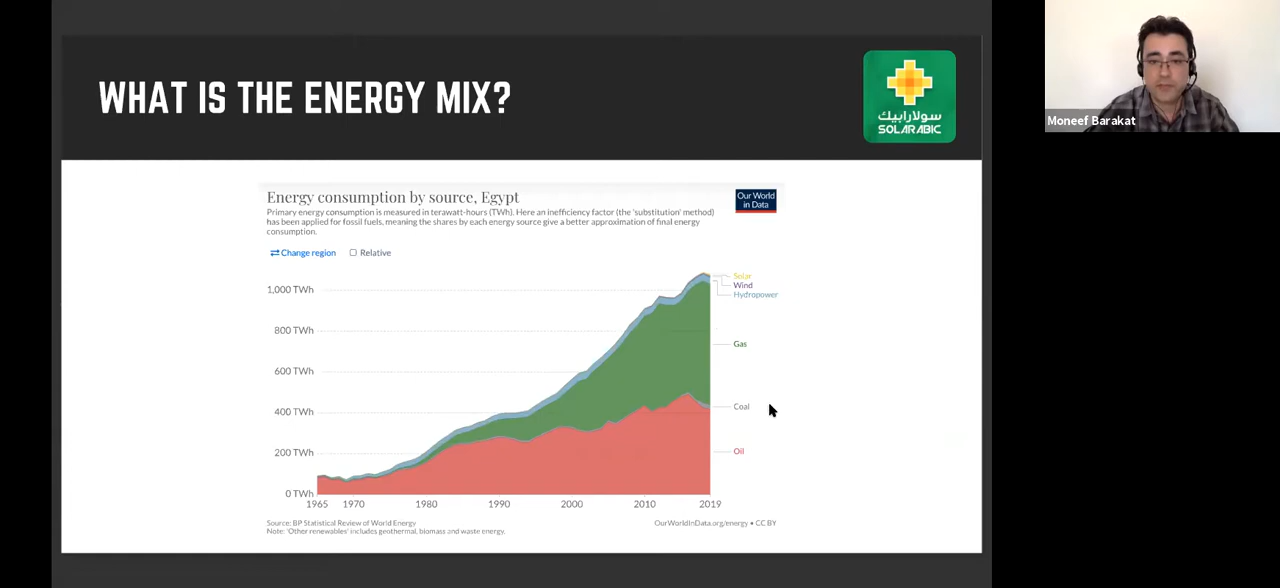 WHAT IS THE ENERGY MIX?
سولارابيك
SOLARABIC
Moneef Barakat
Energy consumption by source, Egypt
Our World
in Data
Primary energy consumption is measured in terawatt-hours (TWh). Here an inefficiency factor (the 'substitution' method)
has been applied for fossil fuels, meaning the shares by each energy source give a better approximation of final energy
consumption.
Change region
Relative
1,000 TWh
800 TWh
600 TWh
400 TWh
200 TWh
0 TWh
Solar
Wind
Hydropower
Gas
Coal
Oil
1965 1970 1980 1990 2000 2010 2019
Source: BP Statistical Review of World Energy
OurWorldInData.org/energy • CC BY
Note: 'Other renewables' includes geothermal, biomass and waste energy.